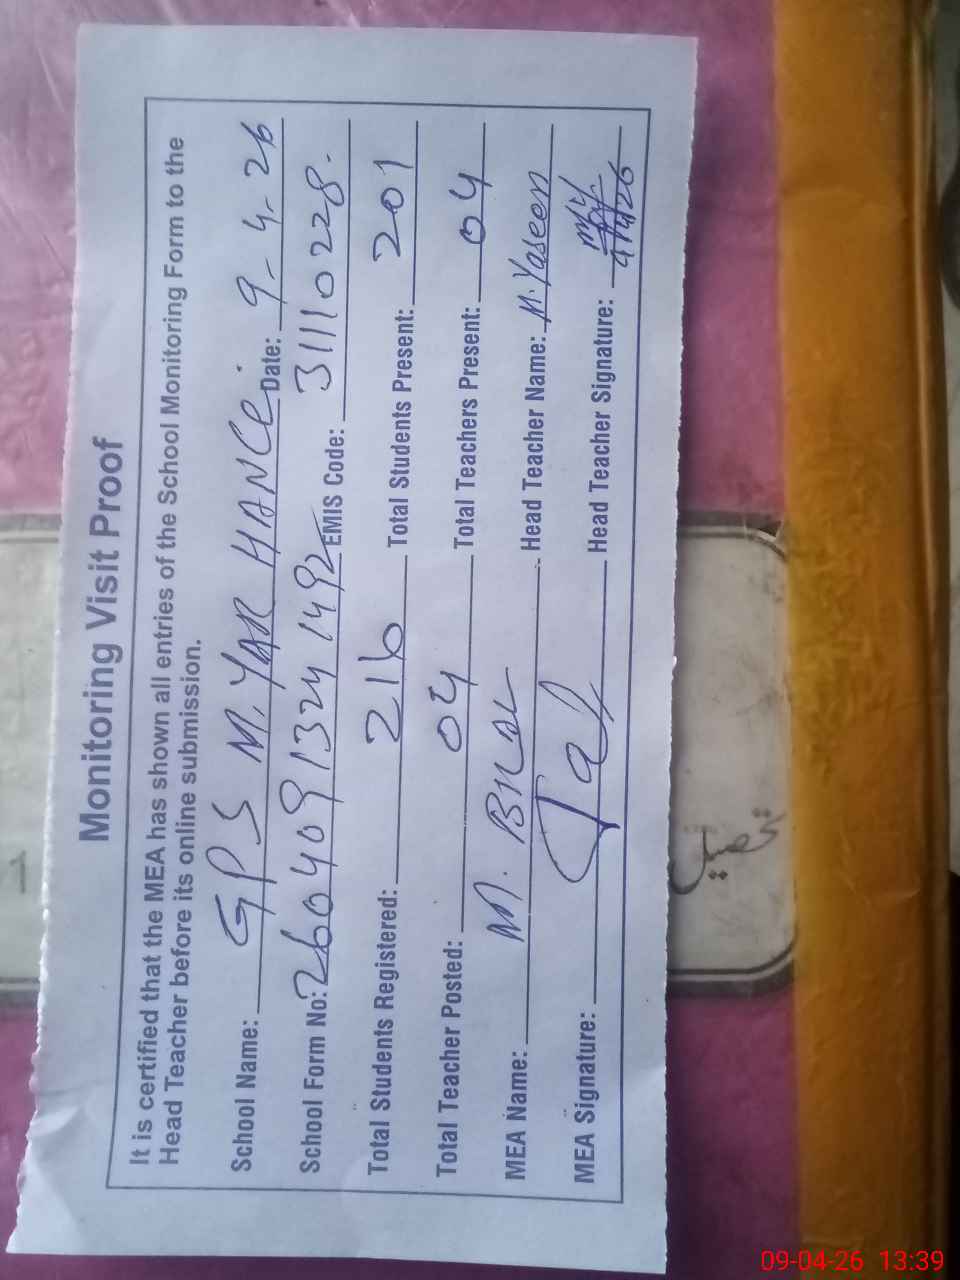 Monitoring Visit Proof
It is certified that the MEA has shown all entries of the School Monitoring Form to the
Head Teacher before its online submission.
School Name: GPS M. YAR HANCE Date: 9-4-26
School Form No: 2604091324 1492 EMIS Code: 31110228.
Total Students Registered: 216 Total Students Present: 201
Total Teacher Posted: 04 Total Teachers Present: 04
MEA Name: M. Head Teacher Name: M. Yaseen
MEA Signature: Head Teacher Signature:
9/4/26
1
تحصیل
09-04-26 13:39